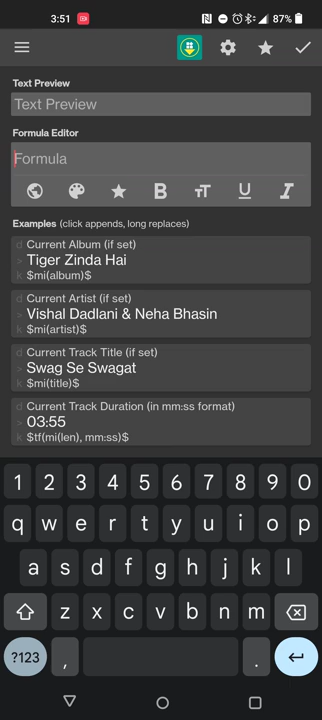 3:51
87%
Text Preview
Text Preview
Formula Editor
Formula
B
TT
U
I
Examples (click appends, long replaces)
d Current Album (if set)
> Tiger Zinda Hai
k $mi(album)$
d Current Artist (if set)
> Vishal Dadlani & Neha Bhasin
k $mi(artist)$
d Current Track Title (if set)
> Swag Se Swagat
k $mi(title)$
d Current Track Duration (in mm:ss format)
> 03:55
k $tf(mi(len), mm:ss)$
1 2 3 4 5 6 7 8 9 0
q w e r t y u i o p
a s d f g h j k l
z x c v b n m
?123 , .